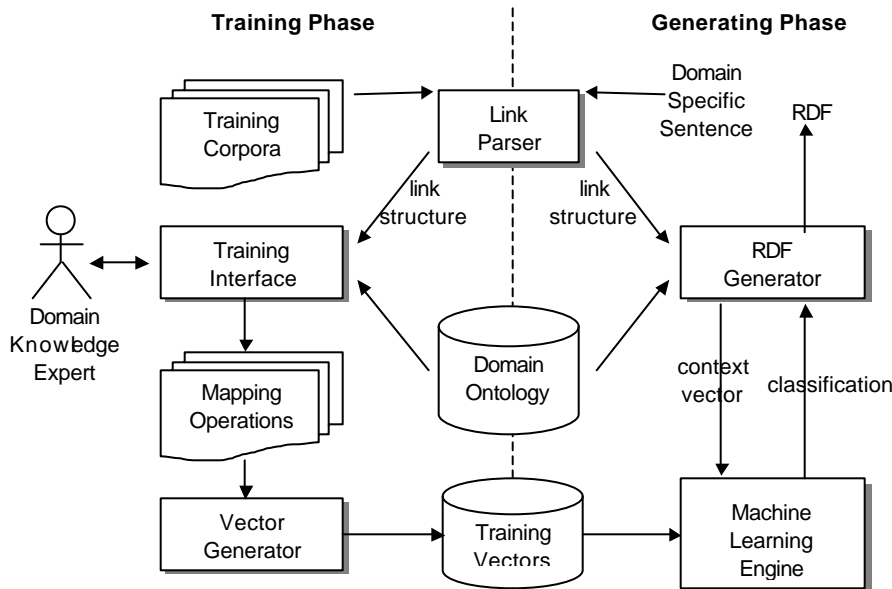 Training Phase
Generating Phase
Training
Corpora
Link
Parser
Domain
Specific
Sentence
RDF
link
structure
link
structure
Training
Interface
RDF
Generator
Domain
Knowledge
Expert
Domain
Ontology
context
vector
classification
Mapping
Operations
Vector
Generator
Training
Vectors
Machine
Learning
Engine